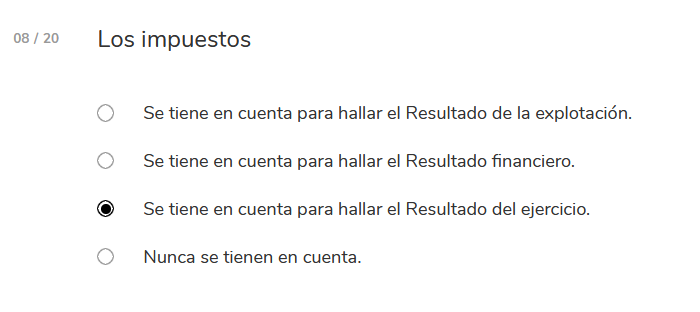 08 / 20 Los impuestos
Se tiene en cuenta para hallar el Resultado de la explotación.
Se tiene en cuenta para hallar el Resultado financiero.
Se tiene en cuenta para hallar el Resultado del ejercicio.
Nunca se tienen en cuenta.